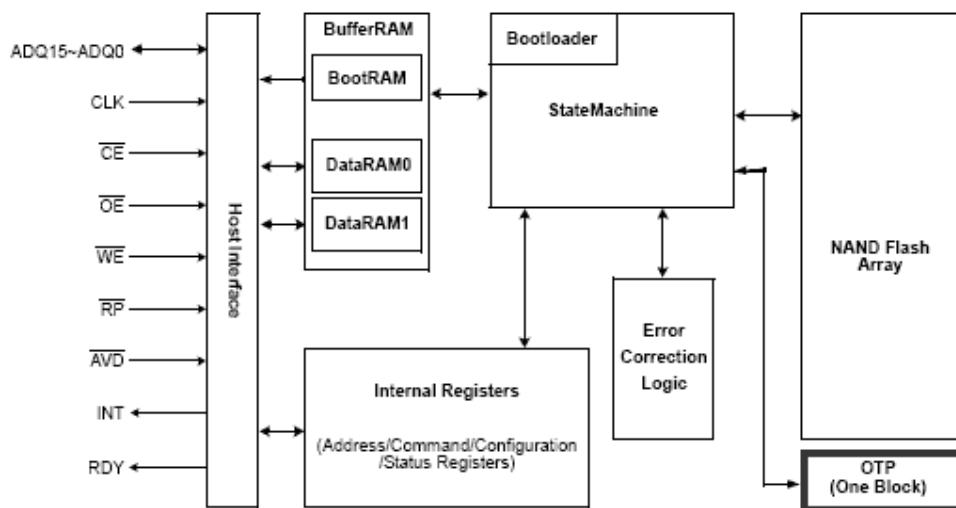 ADQ15~ADQ0
CLK
CE
OE
WE
RP
AVD
INT
RDY
Host Interface
BufferRAM
BootRAM
DataRAM0
DataRAM1
Bootloader
StateMachine
Internal Registers
(Address/Command/Configuration
/Status Registers)
Error
Correction
Logic
NAND Flash
Array
OTP
(One Block)